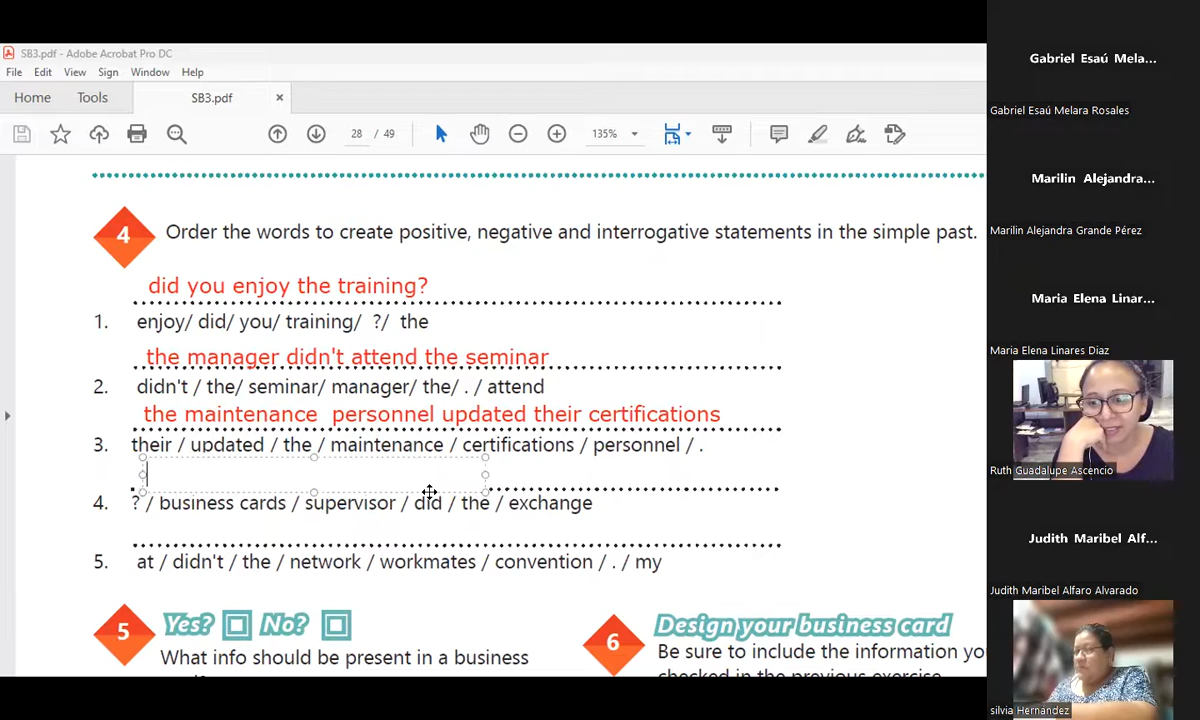 SB3.pdf - Adobe Acrobat Pro DC
File Edit View Sign Window Help
Home Tools SB3.pdf ×
28 / 49 135%
4 Order the words to create positive, negative and interrogative statements in the simple past.
did you enjoy the training?
1. enjoy/ did/ you/ training/ ?/ the
the manager didn't attend the seminar
2. didn't / the/ seminar/ manager/ the/ . / attend
the maintenance personnel updated their certifications
3. their / updated / the / maintenance / certifications / personnel / .
4. ? / business cards / supervisor / did / the / exchange
5. at / didn't / the / network / workmates / convention / . / my
5 Yes? No?
What info should be present in a business
6 Design your business card
Be sure to include the information yo
checked in the previous exercise
Gabriel Esaú Mela...
Gabriel Esaú Melara Rosales
Marilin Alejandra...
Marilin Alejandra Grande Pérez
Maria Elena Linar...
Maria Elena Linares Diaz
Ruth Guadalupe Ascencio
Judith Maribel Alf...
Judith Maribel Alfaro Alvarado
silvia Hernandez